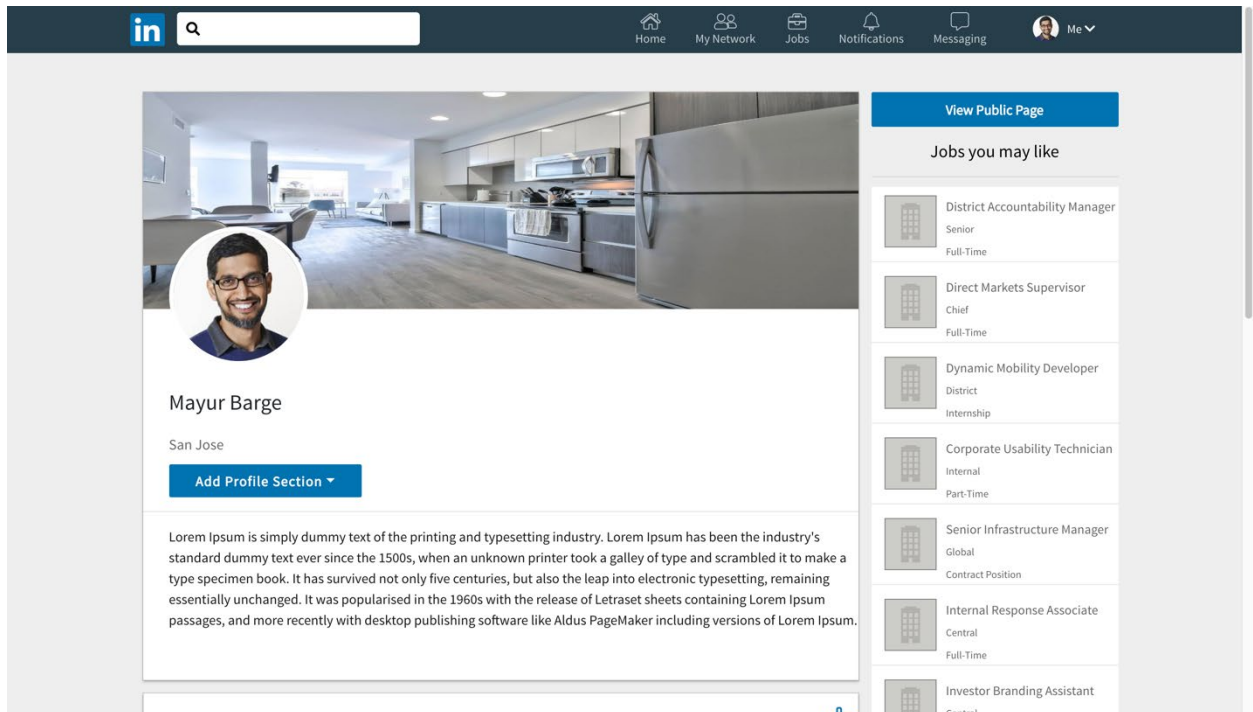 in
Home
My Network
Jobs
Notifications
Messaging
Me
View Public Page
Jobs you may like
District Accountability Manager
Senior
Full-Time
Direct Markets Supervisor
Chief
Full-Time
Dynamic Mobility Developer
District
Internship
Corporate Usability Technician
Internal
Part-Time
Senior Infrastructure Manager
Global
Contract Position
Internal Response Associate
Central
Full-Time
Investor Branding Assistant
Mayur Barge
San Jose
Add Profile Section
Lorem Ipsum is simply dummy text of the printing and typesetting industry. Lorem Ipsum has been the industry's
standard dummy text ever since the 1500s, when an unknown printer took a galley of type and scrambled it to make a
type specimen book. It has survived not only five centuries, but also the leap into electronic typesetting, remaining
essentially unchanged. It was popularised in the 1960s with the release of Letraset sheets containing Lorem Ipsum
passages, and more recently with desktop publishing software like Aldus PageMaker including versions of Lorem Ipsum.